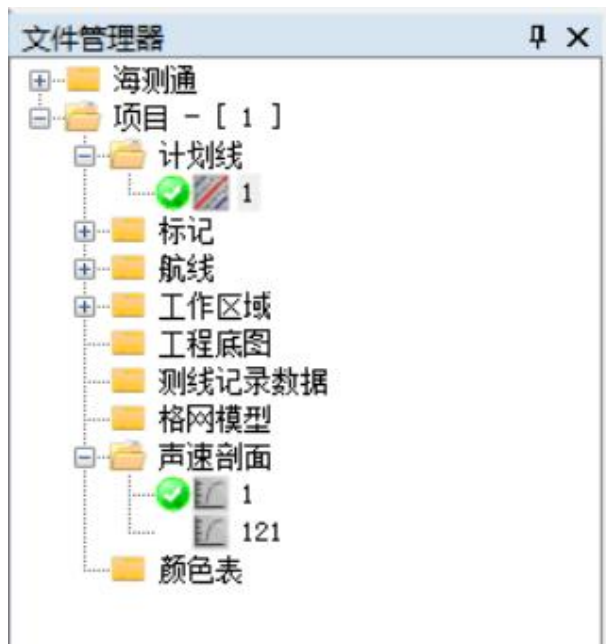 文件管理器
海测通
项目 - [ 1 ]
计划线
1
标记
航线
工作区域
工程底图
测线记录数据
格网模型
声速剖面
1
121
颜色表